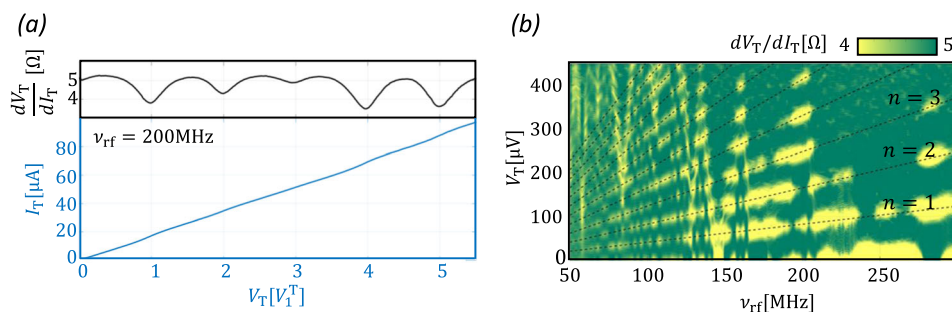 (a)
dV_T/dI_T [Ω]
5
4
ν_rf = 200MHz
I_T[μA]
80
60
40
20
0
0 1 2 3 4 5
V_T[V_1^T]
(b)
dV_T/dI_T[Ω] 4 5
V_T[μV]
400
300
200
100
0
n = 3
n = 2
n = 1
50 100 150 200 250
ν_rf[MHz]